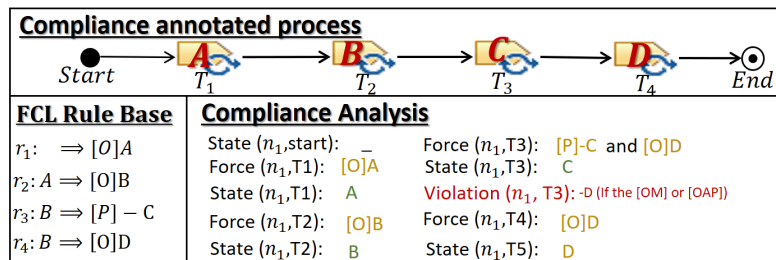 Compliance annotated process
A B C D
Start T₁ T₂ T3 T₄ End
FCL Rule Base
r₁: ⟹ [O]A
r₂: A ⟹ [O]B
r₃: B ⟹ [P] − C
r₄: B ⟹ [O]D
Compliance Analysis
State (n₁,start): _
Force (n₁,T1): [O]A
State (n₁,T1): A
Force (n₁,T2): [O]B
State (n₁,T2): B
Force (n₁,T3): [P]-C and [O]D
State (n₁,T3): C
Violation (n₁, T3): -D (If the [OM] or [OAP])
Force (n₁,T4): [O]D
State (n₁,T5): D